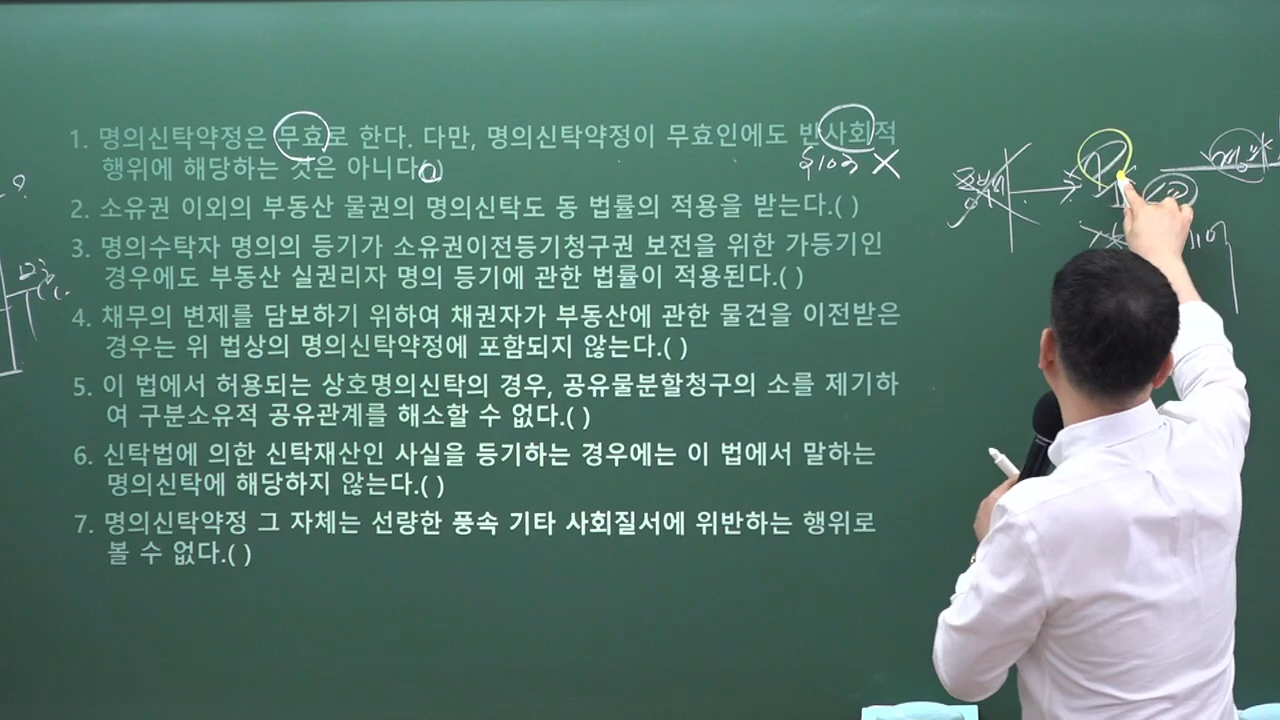 1. 명의신탁약정은 무효로 한다. 다만, 명의신탁약정이 무효인에도 반사회적
행위에 해당하는 것은 아니다.( )
§103 X
2. 소유권 이외의 부동산 물권의 명의신탁도 동 법률의 적용을 받는다.( )
3. 명의수탁자 명의의 등기가 소유권이전등기청구권 보전을 위한 가등기인
경우에도 부동산 실권리자 명의 등기에 관한 법률이 적용된다.( )
4. 채무의 변제를 담보하기 위하여 채권자가 부동산에 관한 물건을 이전받은
경우는 위 법상의 명의신탁약정에 포함되지 않는다.( )
5. 이 법에서 허용되는 상호명의신탁의 경우, 공유물분할청구의 소를 제기하
여 구분소유적 공유관계를 해소할 수 없다.( )
6. 신탁법에 의한 신탁재산인 사실을 등기하는 경우에는 이 법에서 말하는
명의신탁에 해당하지 않는다.( )
7. 명의신탁약정 그 자체는 선량한 풍속 기타 사회질서에 위반하는 행위로
볼 수 없다.( )